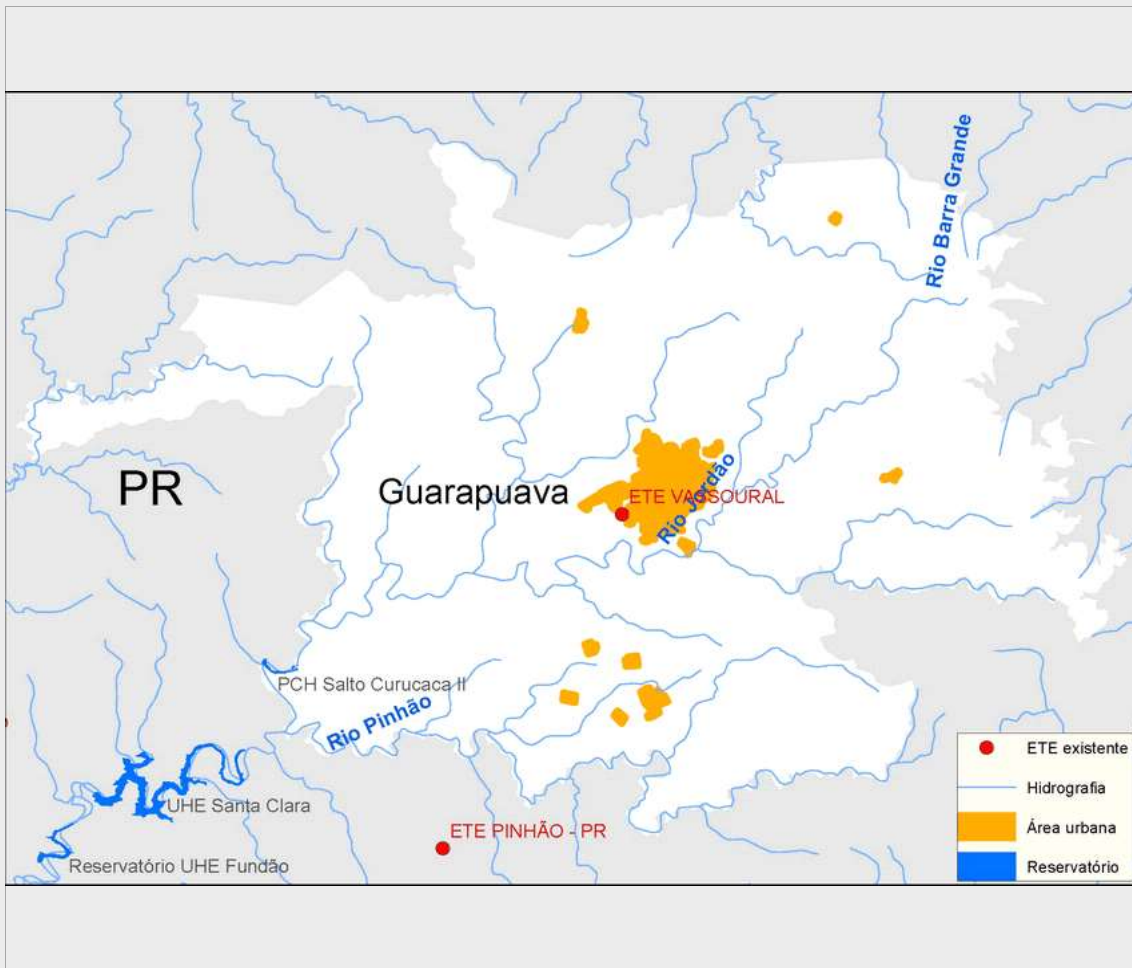 Rio Barra Grande
PR
Guarapuava
ETE VASSOURAL
Rio Jordão
PCH Salto Curucaca II
Rio Pinhão
UHE Santa Clara
ETE PINHÃO - PR
Reservatório UHE Fundão
ETE existente
Hidrografia
Área urbana
Reservatório